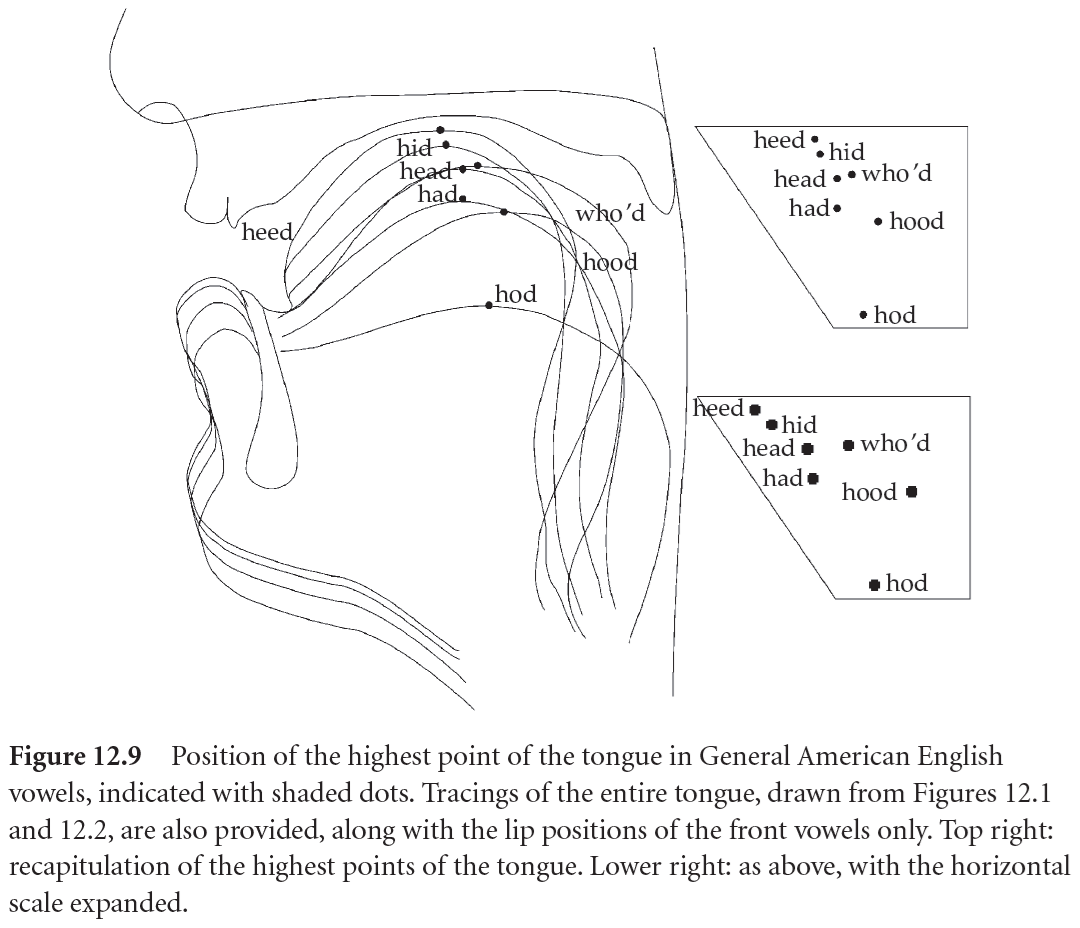 hid
head
had
heed
who’d
hood
hod
heed
hid
head
who’d
had
hood
hod
heed
hid
head
who’d
had
hood
hod
Figure 12.9 Position of the highest point of the tongue in General American English
vowels, indicated with shaded dots. Tracings of the entire tongue, drawn from Figures 12.1
and 12.2, are also provided, along with the lip positions of the front vowels only. Top right:
recapitulation of the highest points of the tongue. Lower right: as above, with the horizontal
scale expanded.